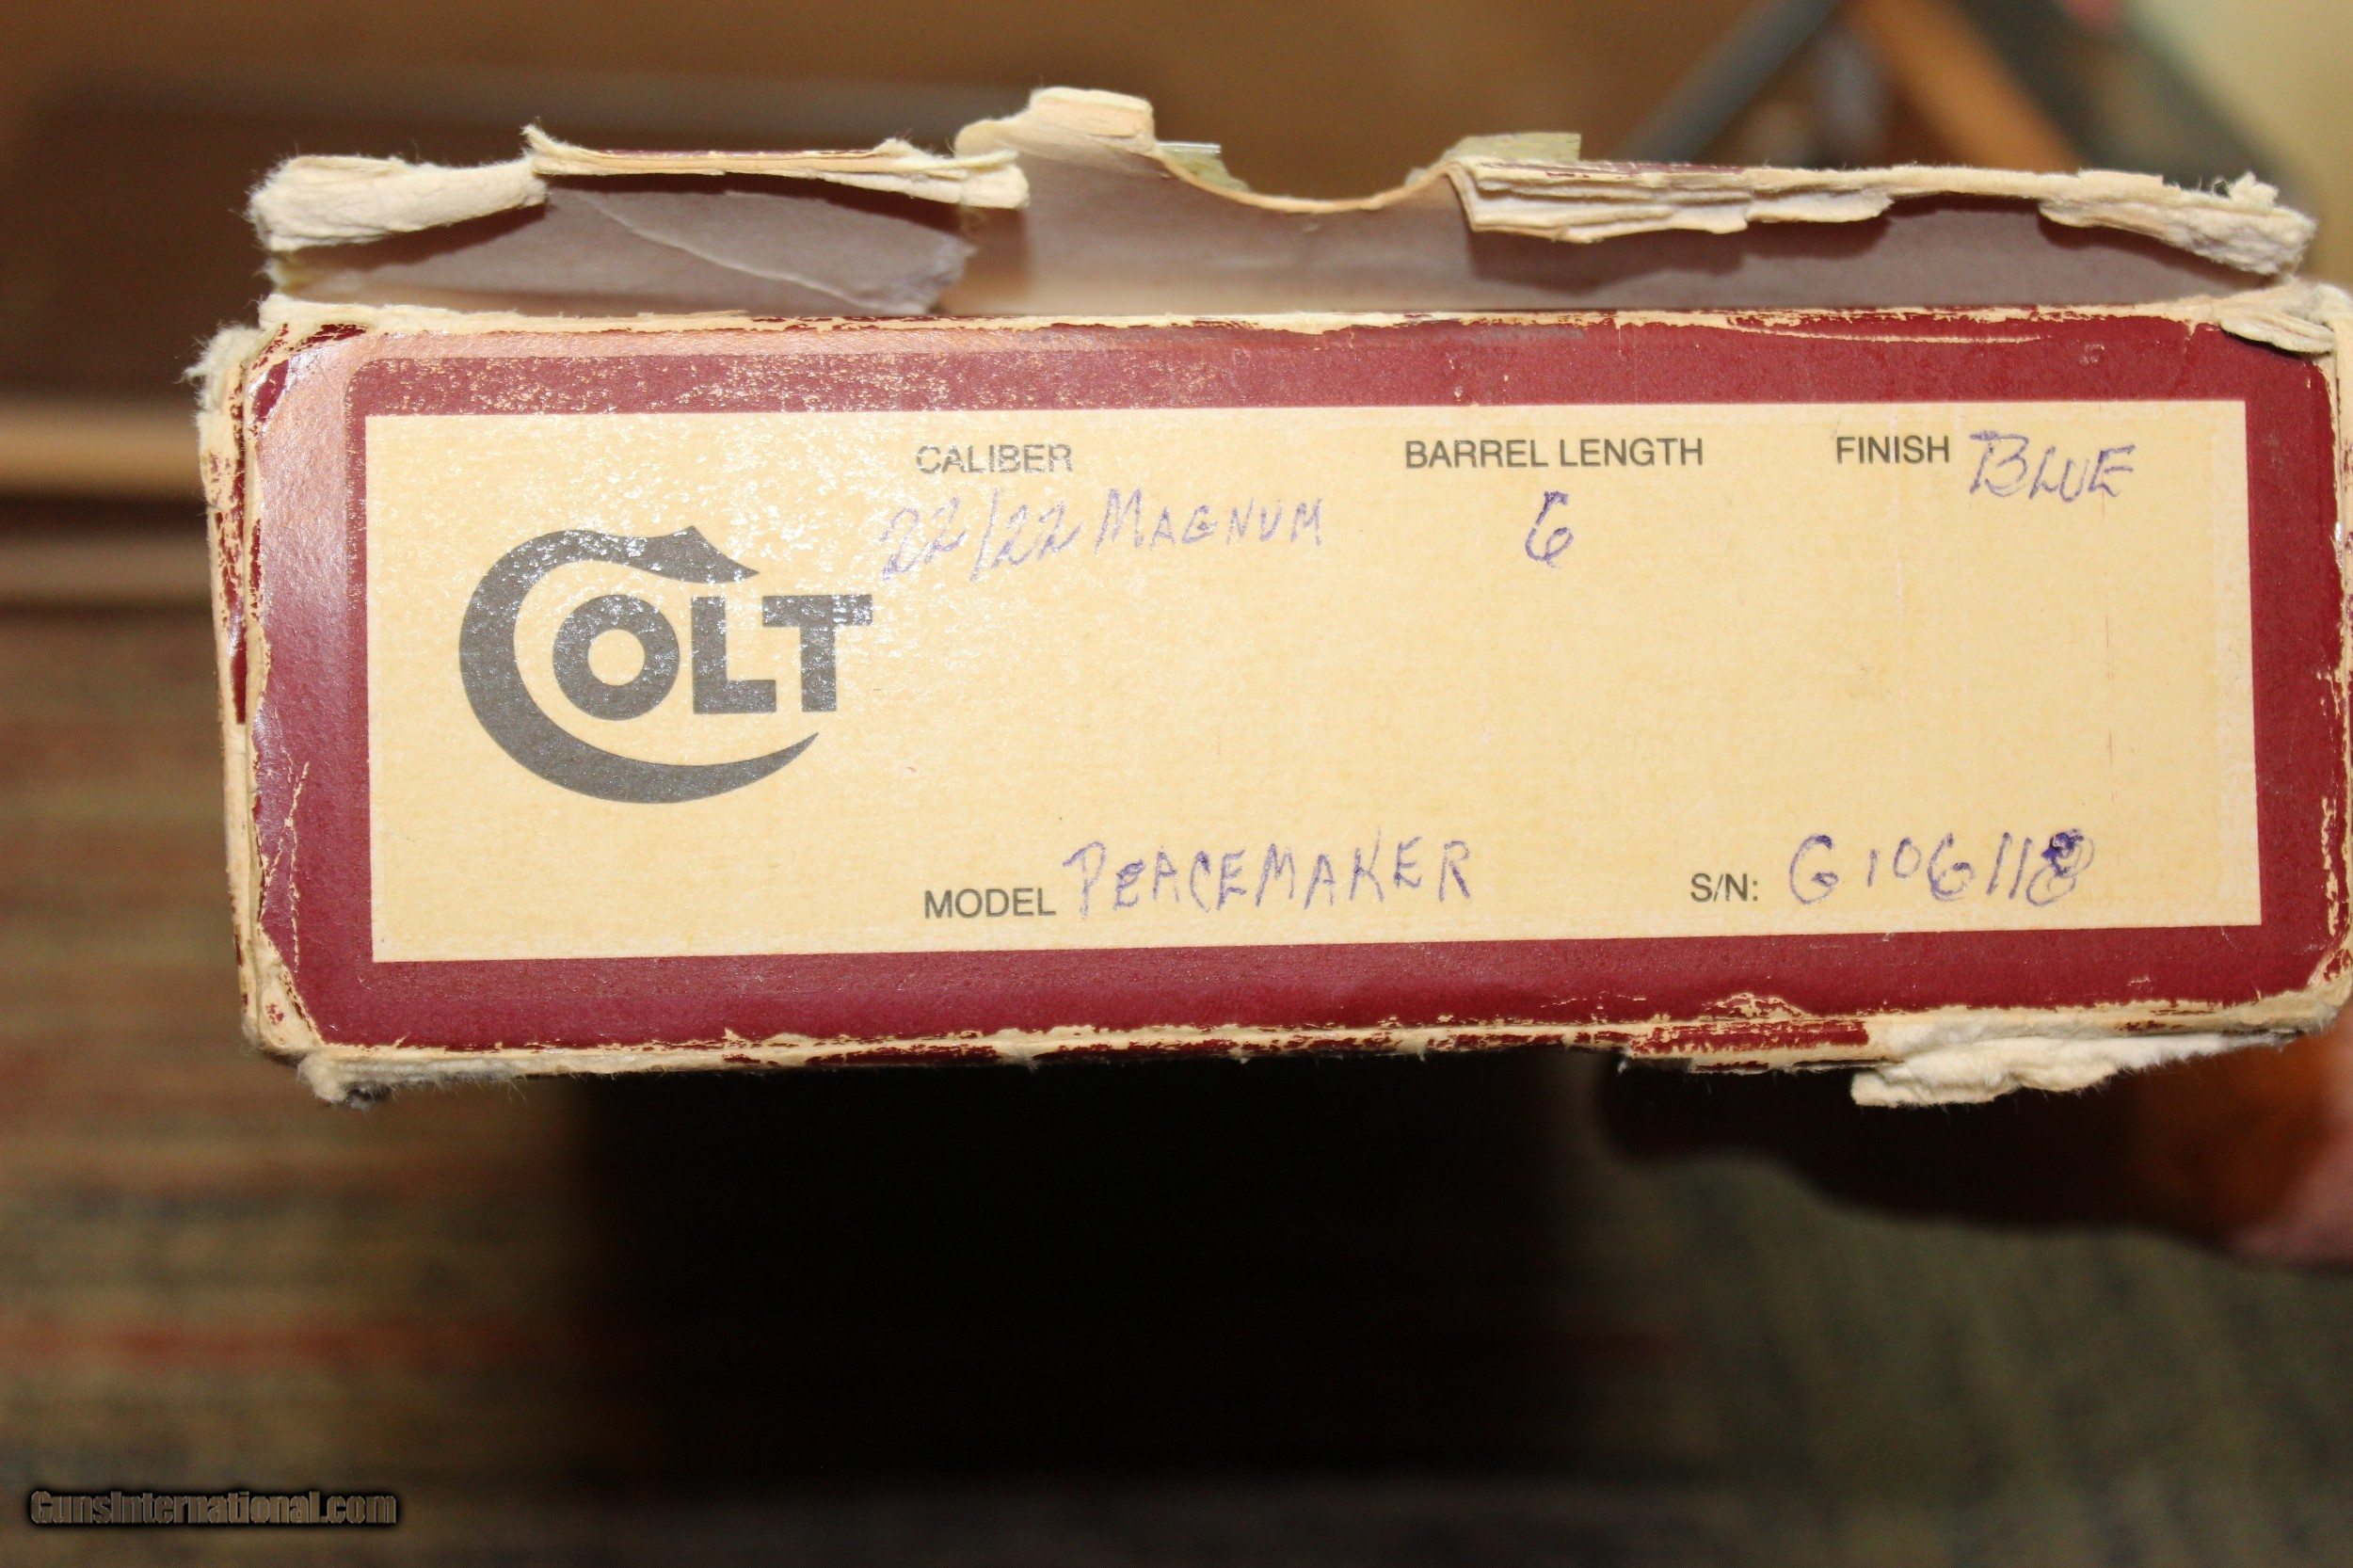 COLT
CALIBER
22/22 MAGNUM
BARREL LENGTH
6
FINISH BLUE
MODEL PEACEMAKER
S/N: G106118
GunsInternational.com